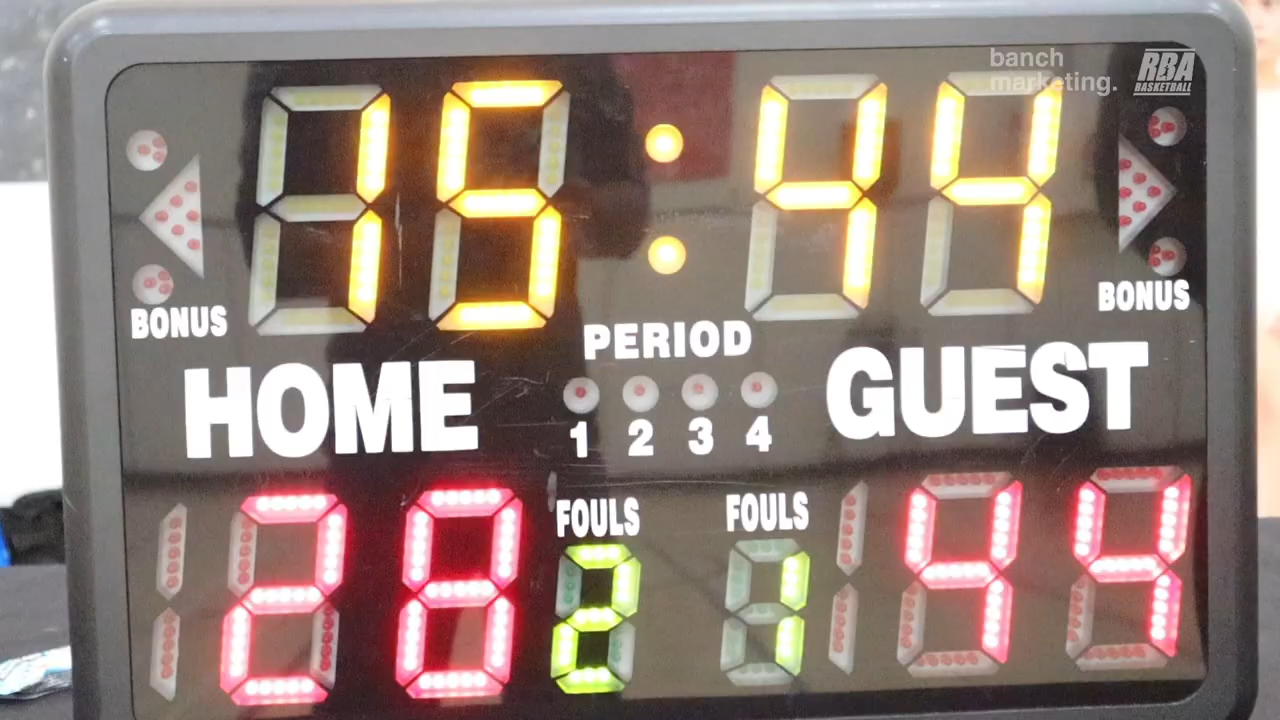 banch
marketing.
RBA
BASKETBALL
15:44
BONUS
BONUS
PERIOD
HOME
GUEST
1 2 3 4
FOULS
FOULS
28
2
1
44